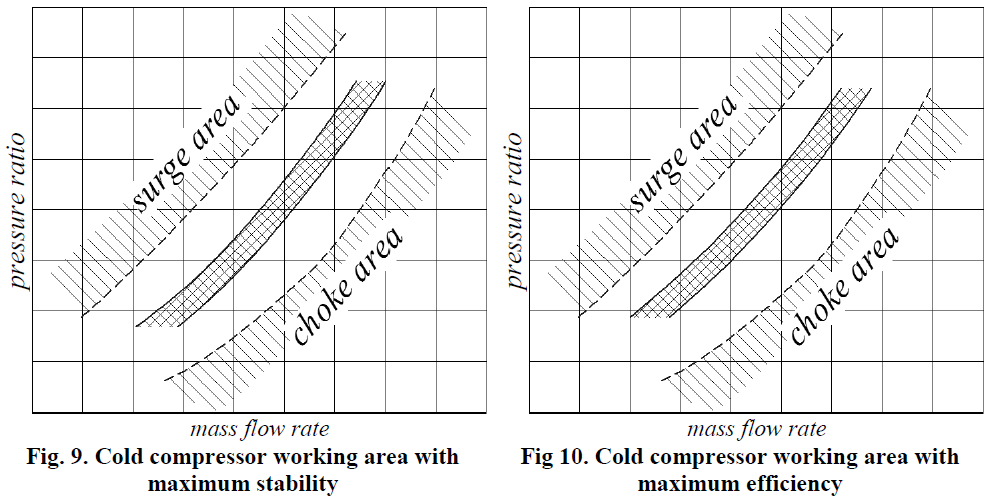 pressure ratio
surge area
choke area
mass flow rate
Fig. 9. Cold compressor working area with
maximum stability
pressure ratio
surge area
choke area
mass flow rate
Fig 10. Cold compressor working area with
maximum efficiency